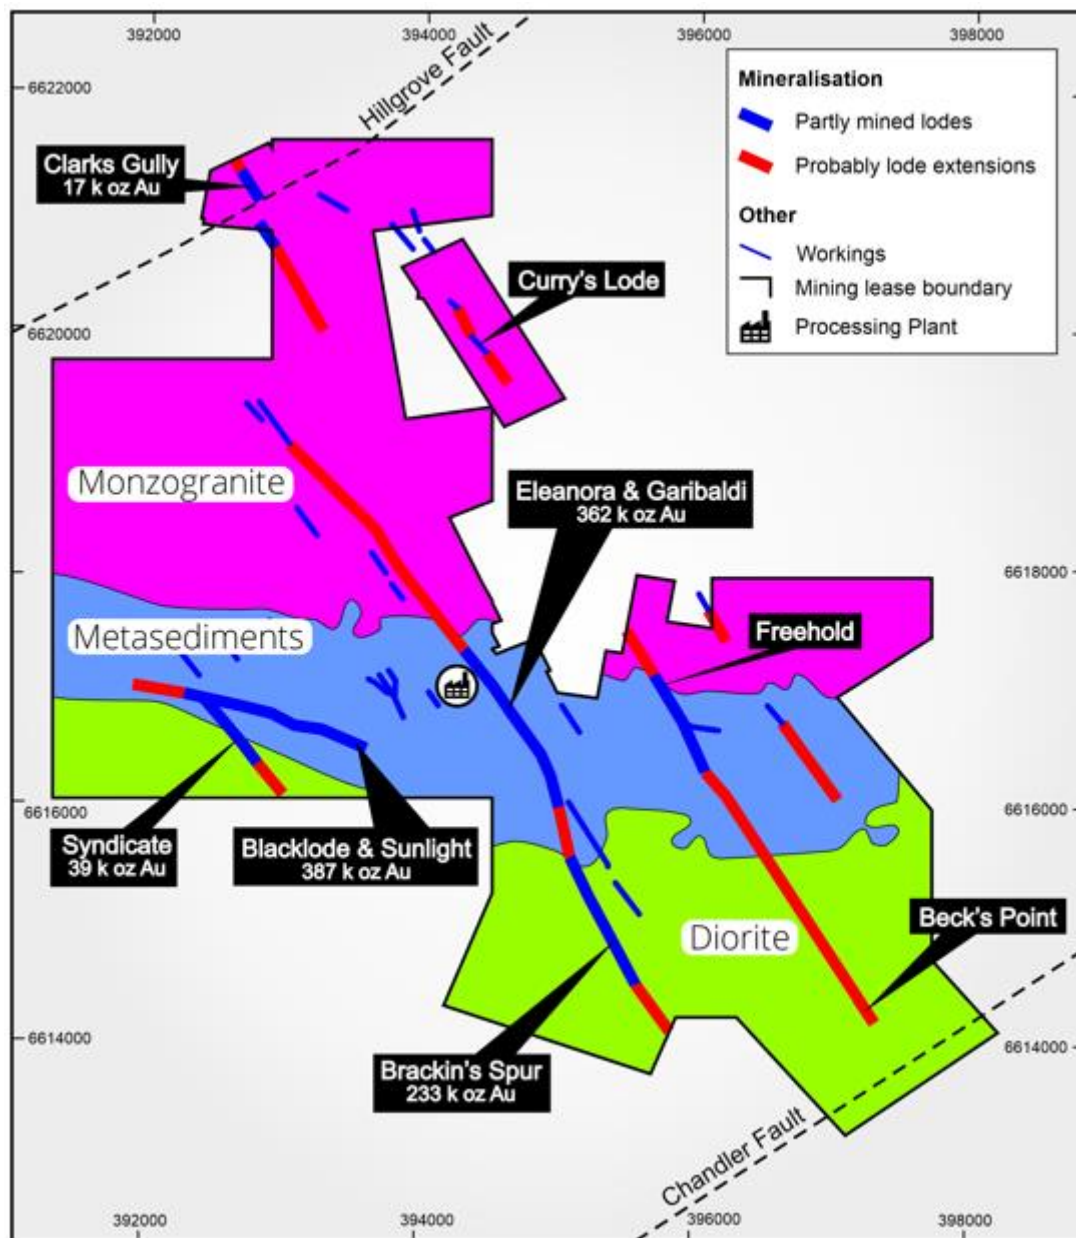 392000
394000
396000
398000
Hillgrove Fault
6622000
Mineralisation
Partly mined lodes
Probably lode extensions
Other
Workings
Mining lease boundary
Processing Plant
Clarks Gully
17 k oz Au
Curry's Lode
6620000
Monzogranite
Eleanora & Garibaldi
362 k oz Au
6618000
Metasediments
Freehold
6616000
6616000
Syndicate
39 k oz Au
Blacklode & Sunlight
387 k oz Au
Beck's Point
Diorite
6614000
6614000
Brackin's Spur
233 k oz Au
Chandler Fault
392000
394000
396000
398000